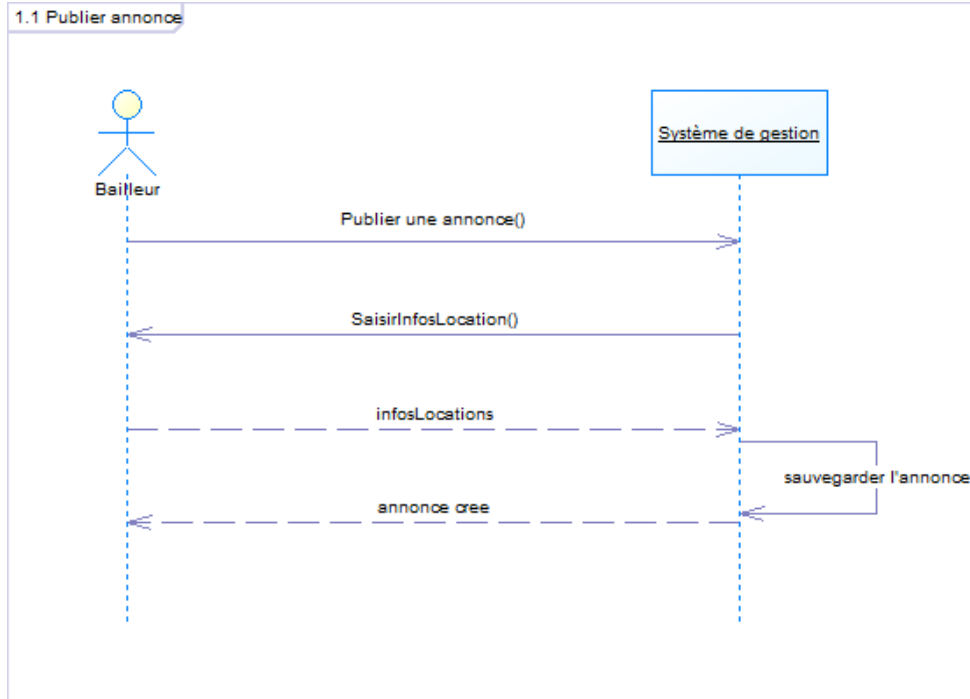 1.1 Publier annonce
Système de gestion
Bailleur
Publier une annonce()
SaisirInfosLocation()
infosLocations
sauvegarder l'annonce
annonce cree